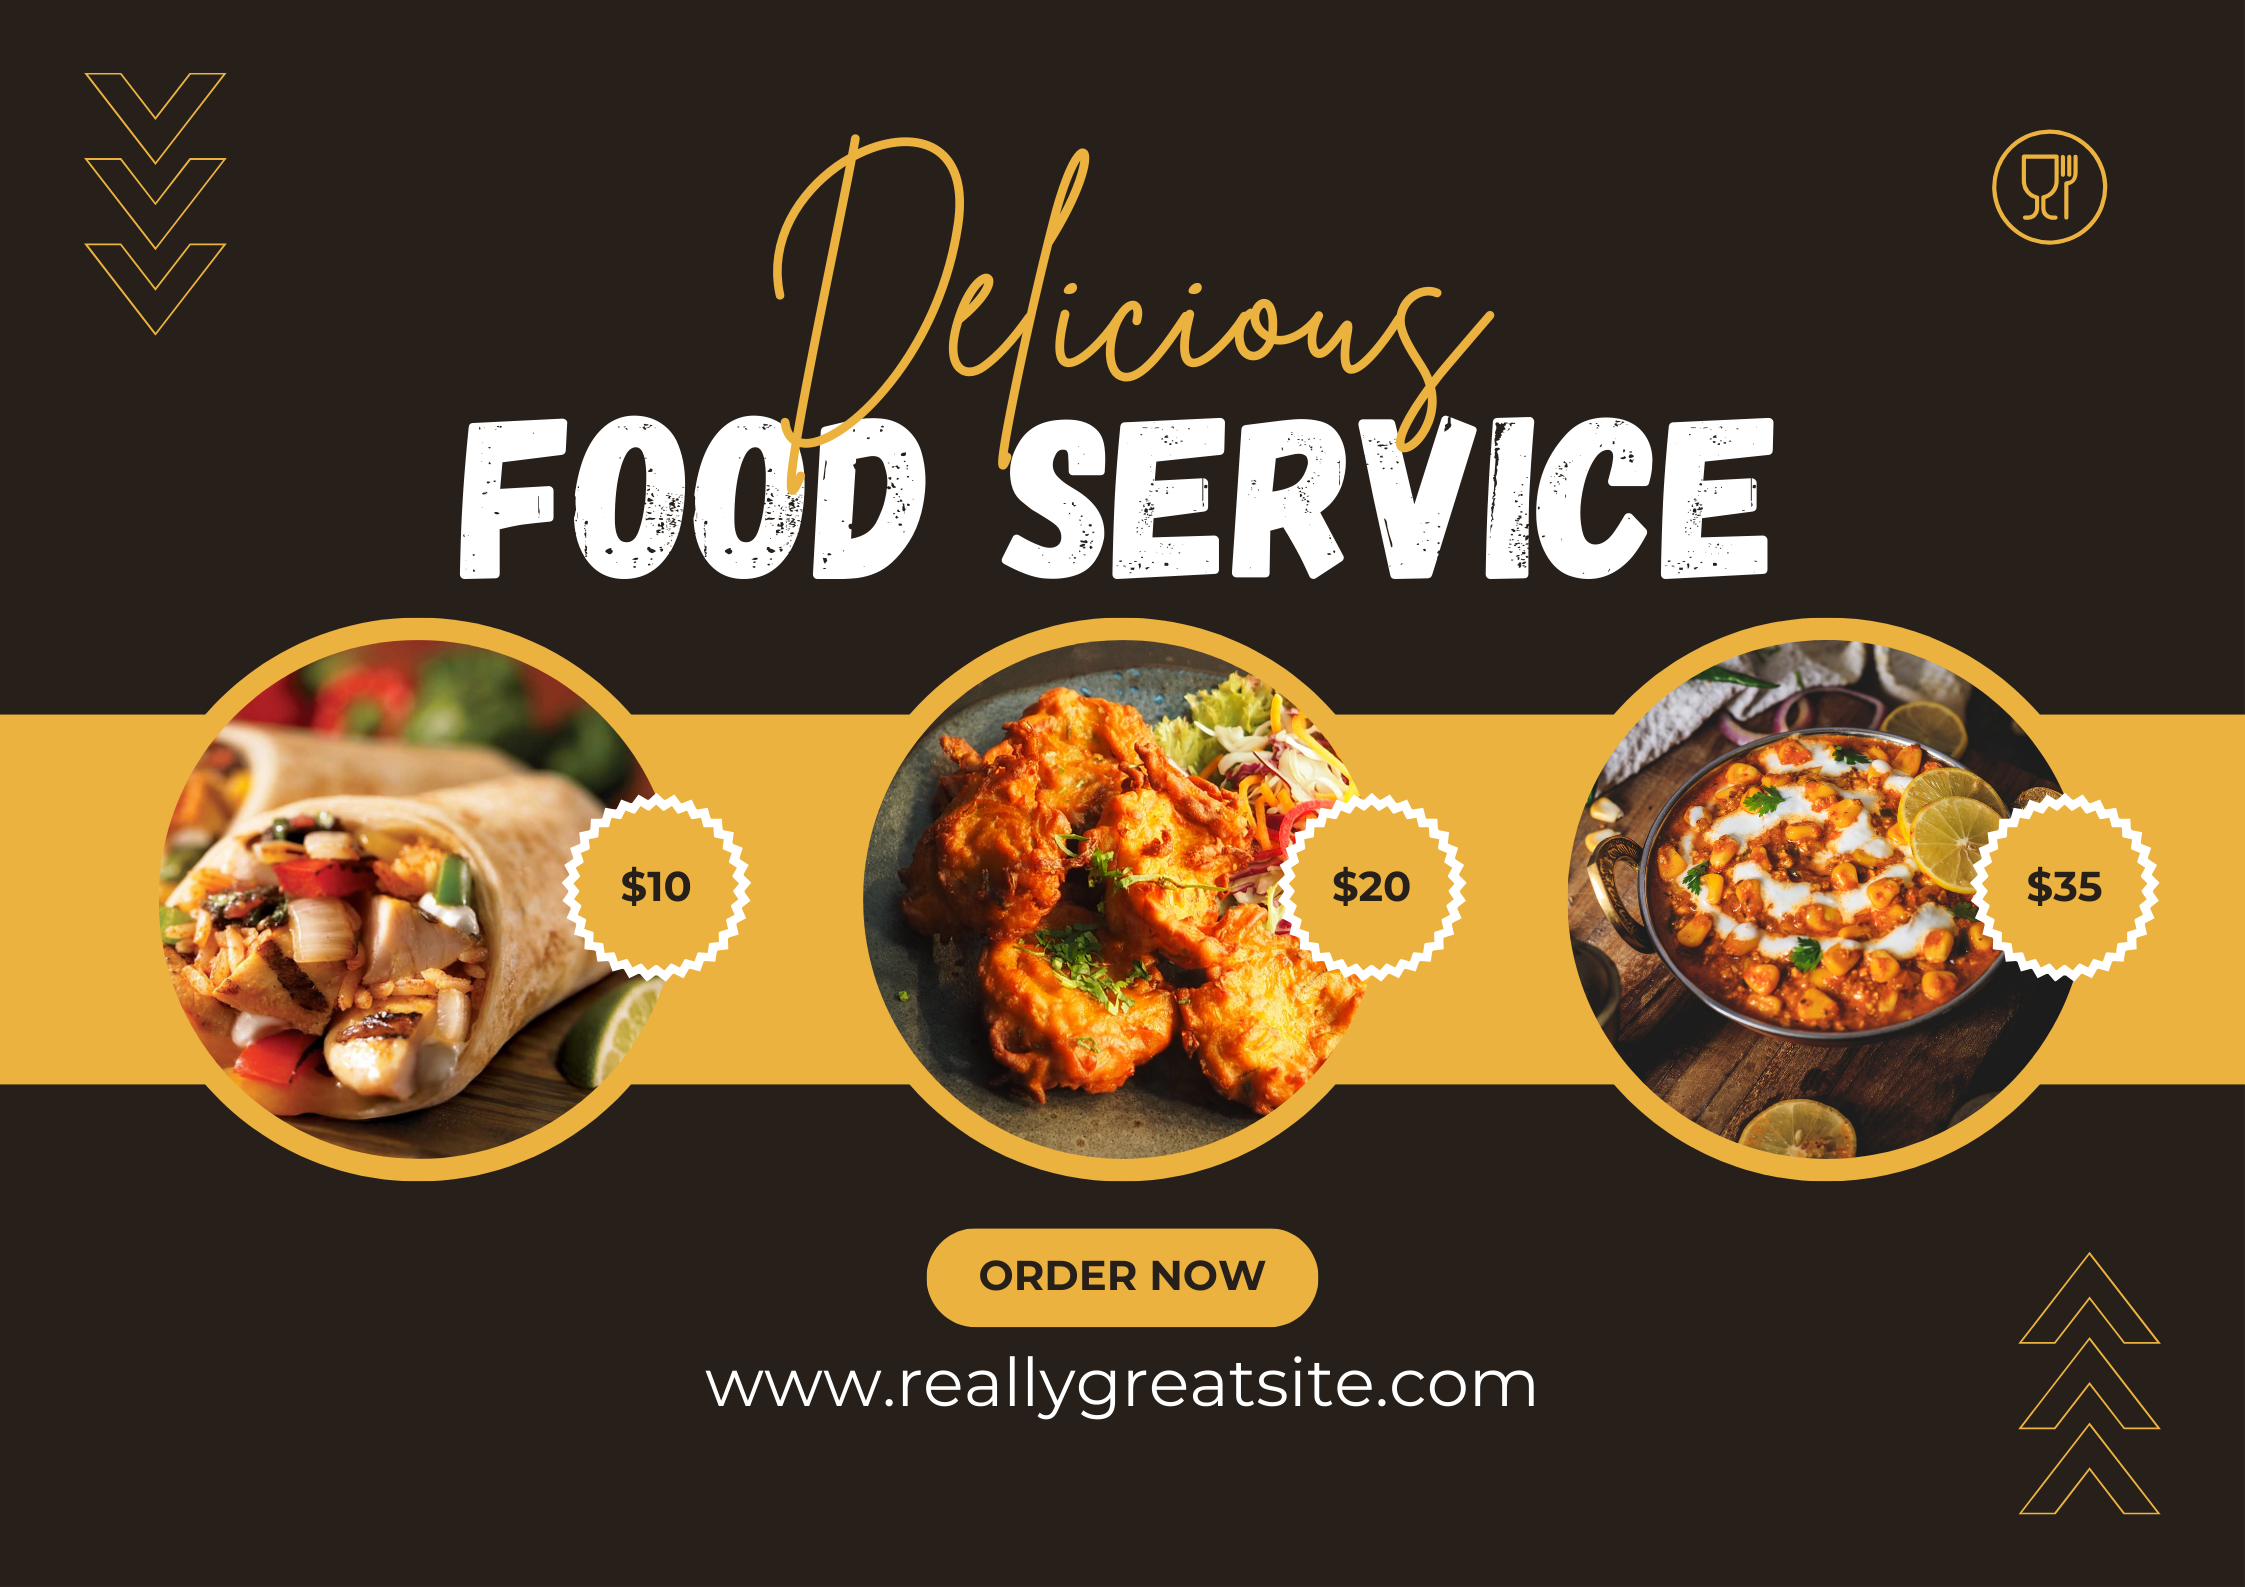 Delicious
FOOD SERVICE
$10
$20
$35
ORDER NOW
www.reallygreatsite.com